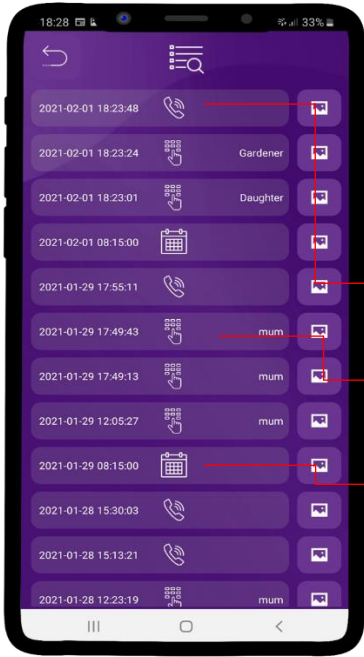 18:28 33%
2021-02-01 18:23:48
2021-02-01 18:23:24 Gardener
2021-02-01 18:23:01 Daughter
2021-02-01 08:15:00
2021-01-29 17:55:11
2021-01-29 17:49:43 mum
2021-01-29 17:49:13 mum
2021-01-29 12:05:27 mum
2021-01-29 08:15:00
2021-01-28 15:30:03
2021-01-28 15:13:21
2021-01-28 12:23:19 mum